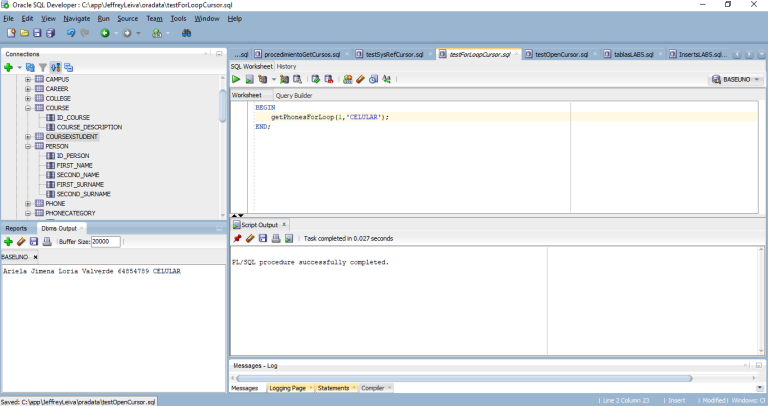 Oracle SQL Developer : C:\app\JeffreyLeiva\oradata\testForLoopCursor.sql
File Edit View Navigate Run Source Team Tools Window Help
Connections
CAMPUS
CAREER
COLLEGE
COURSE
ID_COURSE
COURSE_DESCRIPTION
COURSEXSTUDENT
PERSON
ID_PERSON
FIRST_NAME
SECOND_NAME
FIRST_SURNAME
SECOND_SURNAME
PHONE
PHONECATEGORY
...sql procedimientoGetCursos.sql testSysRefCursor.sql testForLoopCursor.sql testOpenCursor.sql tablasLAB5.sql InsertsLAB5.sql...
SQL Worksheet History
BASEUNO
Worksheet Query Builder
BEGIN
getPhonesForLoop(1,'CELULAR');
END;
Reports Dbms Output
Buffer Size: 20000
BASEUNO
Ariela Jimena Loria Valverde 64854789 CELULAR
Script Output
Task completed in 0.027 seconds
PL/SQL procedure successfully completed.
Messages - Log
Messages Logging Page Statements Compiler
Saved: C:\app\JeffreyLeiva\oradata\testOpenCursor.sql
Line 2 Column 23 Insert Modified Windows: Cl